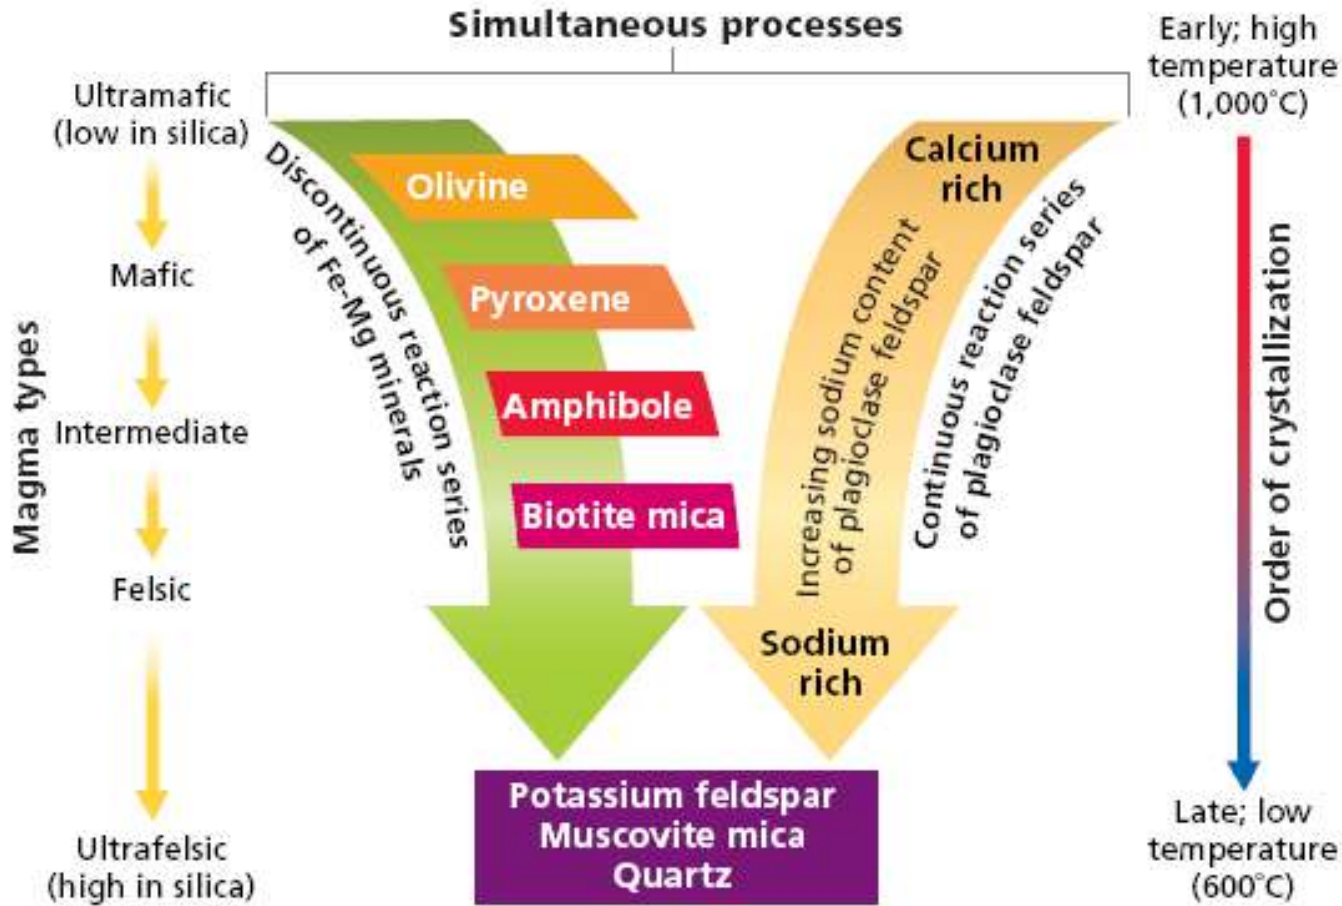 Simultaneous processes
Early; high
temperature
(1,000˚C)
Ultramafic
(low in silica)
Mafic
Intermediate
Felsic
Ultrafelsic
(high in silica)
Magma types
Discontinuous reaction series
of Fe-Mg minerals
Olivine
Pyroxene
Amphibole
Biotite mica
Calcium
rich
Increasing sodium content
of plagioclase feldspar
Continuous reaction series
of plagioclase feldspar
Sodium
rich
Order of crystallization
Potassium feldspar
Muscovite mica
Quartz
Late; low
temperature
(600˚C)